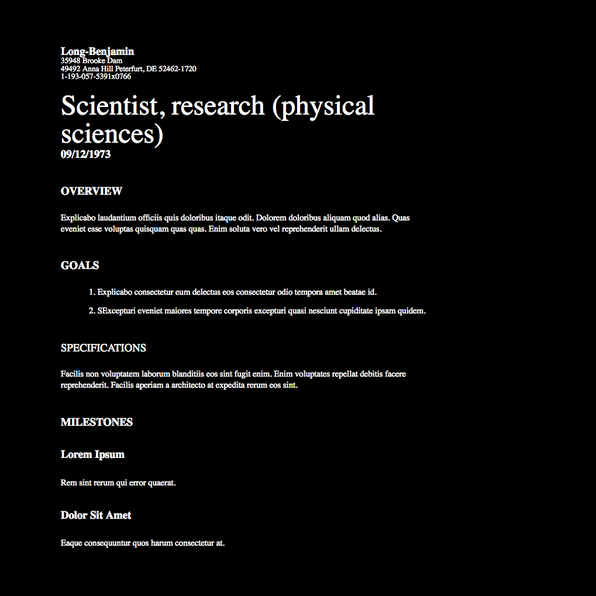 Long-Benjamin
35948 Brooke Dam
49492 Anna Hill Peterfurt, DE 52462-1720
1-193-057-5391x0766
Scientist, research (physical
sciences)
09/12/1973
OVERVIEW
Explicabo laudantium officiis quis doloribus itaque odit. Dolorem doloribus aliquam quod alias. Quas
eveniet esse voluptas quisquam quas quas. Enim soluta vero vel reprehenderit ullam delectus.
GOALS
1. Explicabo consectetur eum delectus eos consectetur odio tempora amet beatae id.
2. SExcepturi eveniet maiores tempore corporis excepturi quasi nesciunt cupiditate ipsam quidem.
SPECIFICATIONS
Facilis non voluptatem laborum blanditiis eos sint fugit enim. Enim voluptates repellat debitis facere
reprehenderit. Facilis aperiam a architecto at expedita rerum eos sint.
MILESTONES
Lorem Ipsum
Rem sint rerum qui error quaerat.
Dolor Sit Amet
Eaque consequuntur quos harum consectetur at.